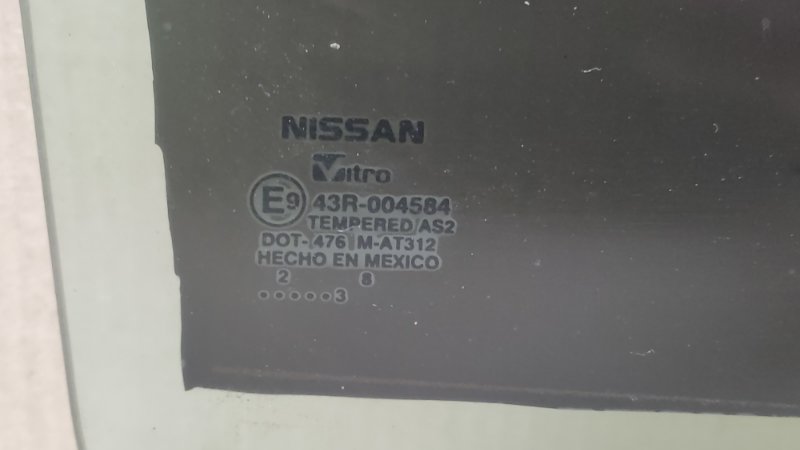 NISSAN
Vitro
E9 43R-004584
TEMPERED AS2
DOT-476 M-AT312
HECHO EN MEXICO
2 8
.....3